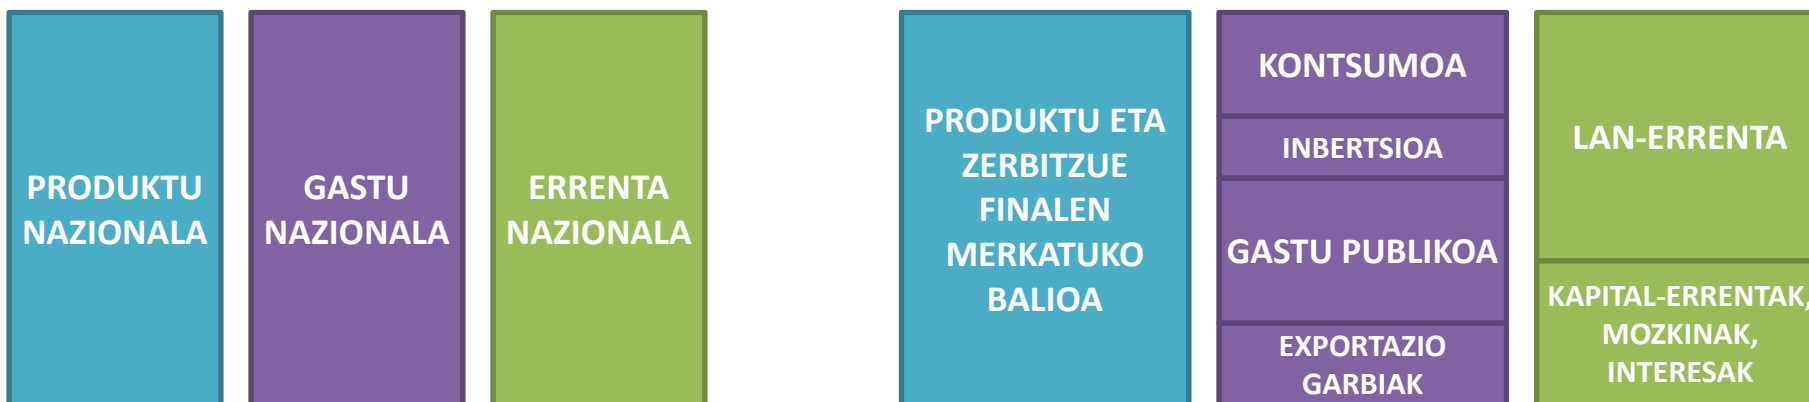 PRODUKTU
NAZIONALA
GASTU
NAZIONALA
ERRENTA
NAZIONALA
PRODUKTU ETA
ZERBITZUE
FINALEN
MERKATUKO
BALIOA
KONTSUMOA
INBERTSIOA
GASTU PUBLIKOA
EXPORTAZIO
GARBIAK
LAN-ERRENTA
KAPITAL-ERRENTAK,
MOZKINAK,
INTERESAK